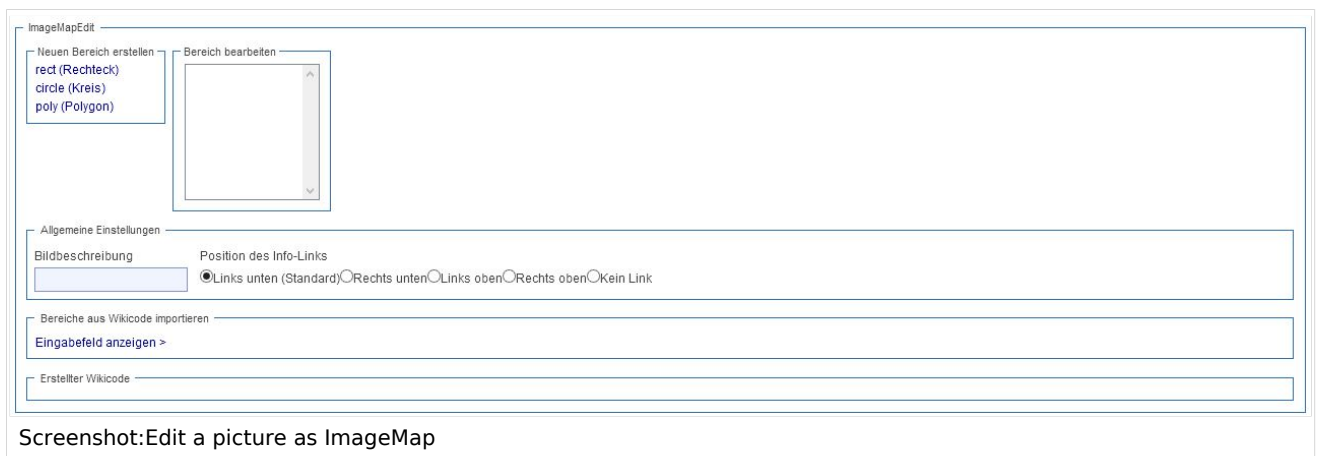 ImageMapEdit
Neuen Bereich erstellen
rect (Rechteck)
circle (Kreis)
poly (Polygon)
Bereich bearbeiten
Allgemeine Einstellungen
Bildbeschreibung
Position des Info-Links
Links unten (Standard) Rechts unten Links oben Rechts oben Kein Link
Bereiche aus Wikicode importieren
Eingabefeld anzeigen >
Erstellter Wikicode
Screenshot:Edit a picture as ImageMap